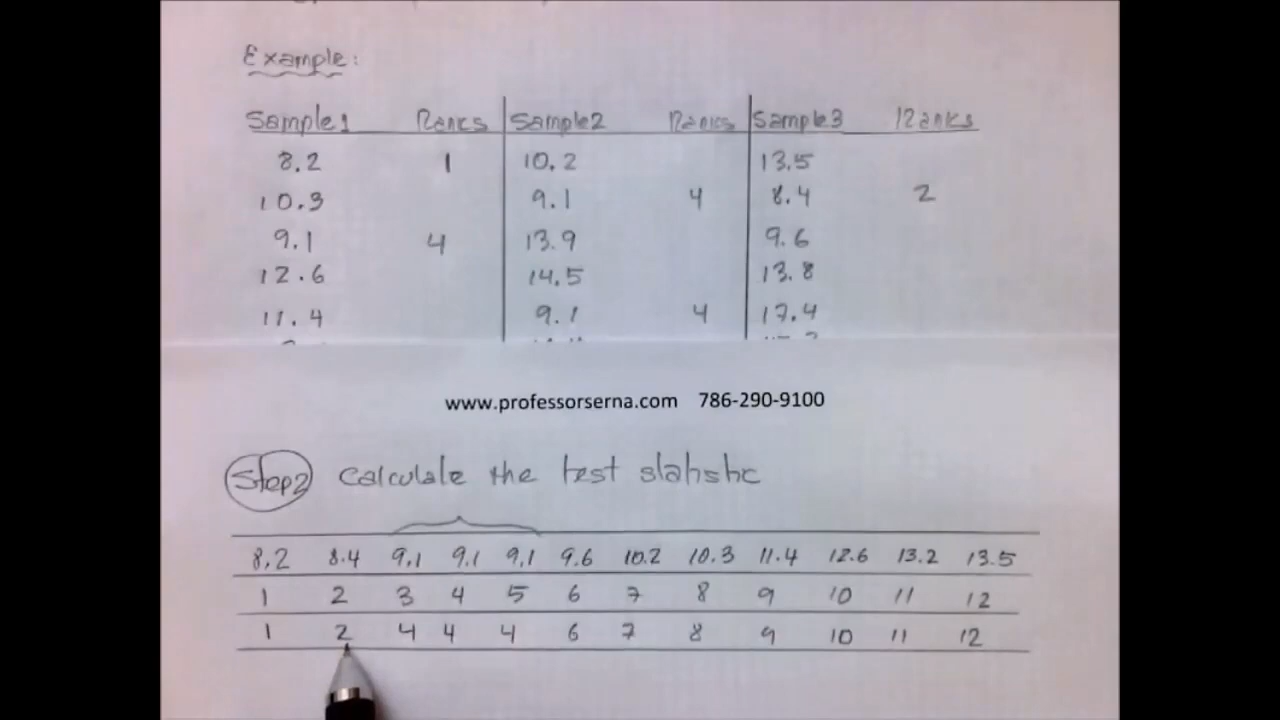 Example:
Sample1 Ranks Sample2 Ranks Sample3 Ranks
8.2 1 10.2 13.5
10.3 9.1 4 8.4 2
9.1 4 13.9 9.6
12.6 14.5 13.8
11.4 9.1 4 17.4
www.professorserna.com 786-290-9100
Step2 Calculate the test statistic
8.2 8.4 9.1 9.1 9.1 9.6 10.2 10.3 11.4 12.6 13.2 13.5
1 2 3 4 5 6 7 8 9 10 11 12
1 2 4 4 4 6 7 8 9 10 11 12